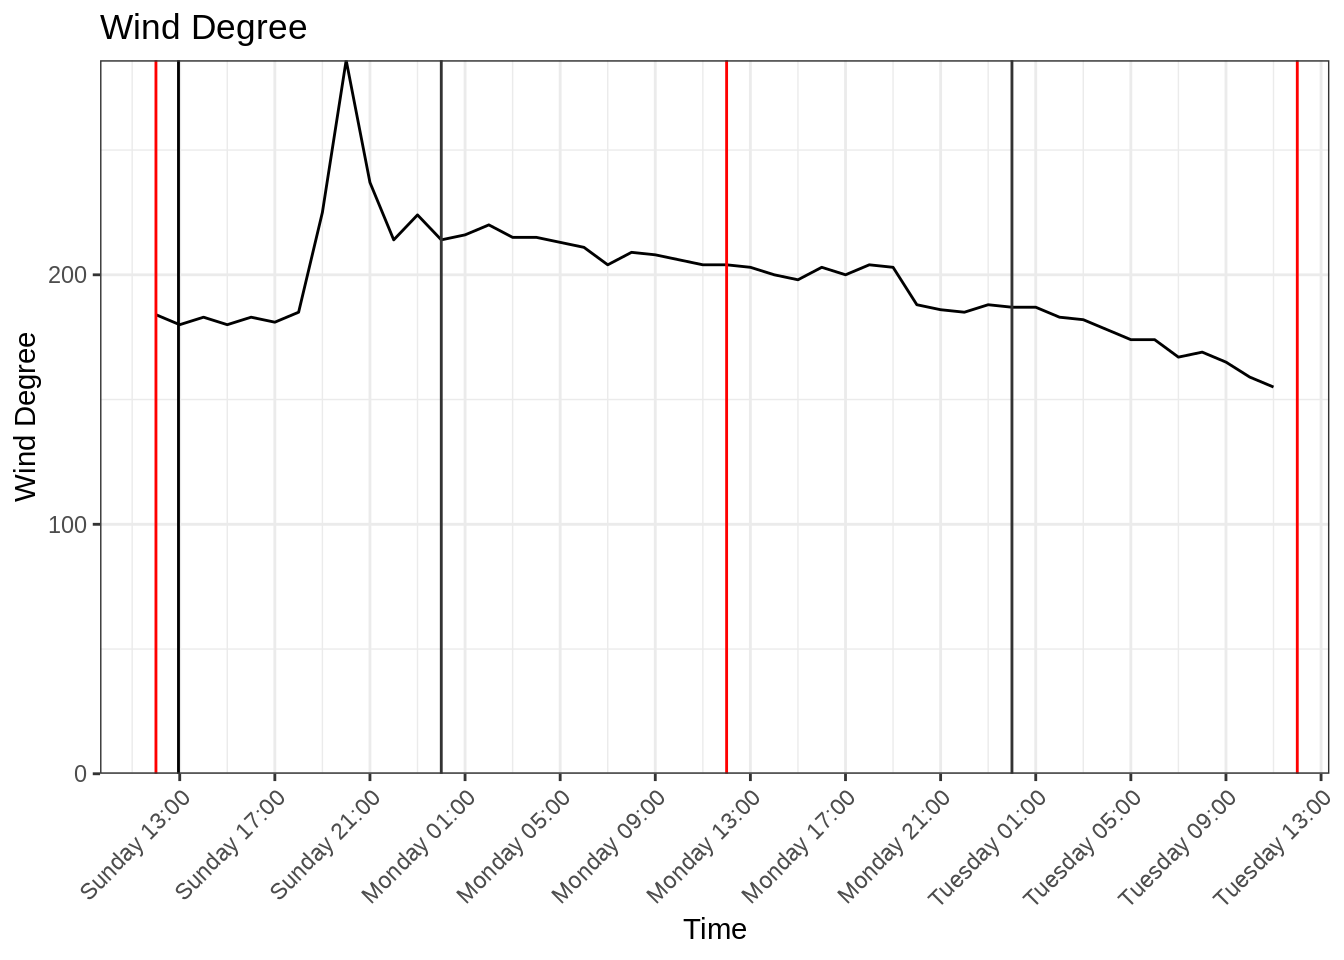 Wind Degree
Wind Degree
200
100
0
Sunday 13:00
Sunday 17:00
Sunday 21:00
Monday 01:00
Monday 05:00
Monday 09:00
Monday 13:00
Monday 17:00
Monday 21:00
Tuesday 01:00
Tuesday 05:00
Tuesday 09:00
Tuesday 13:00
Time